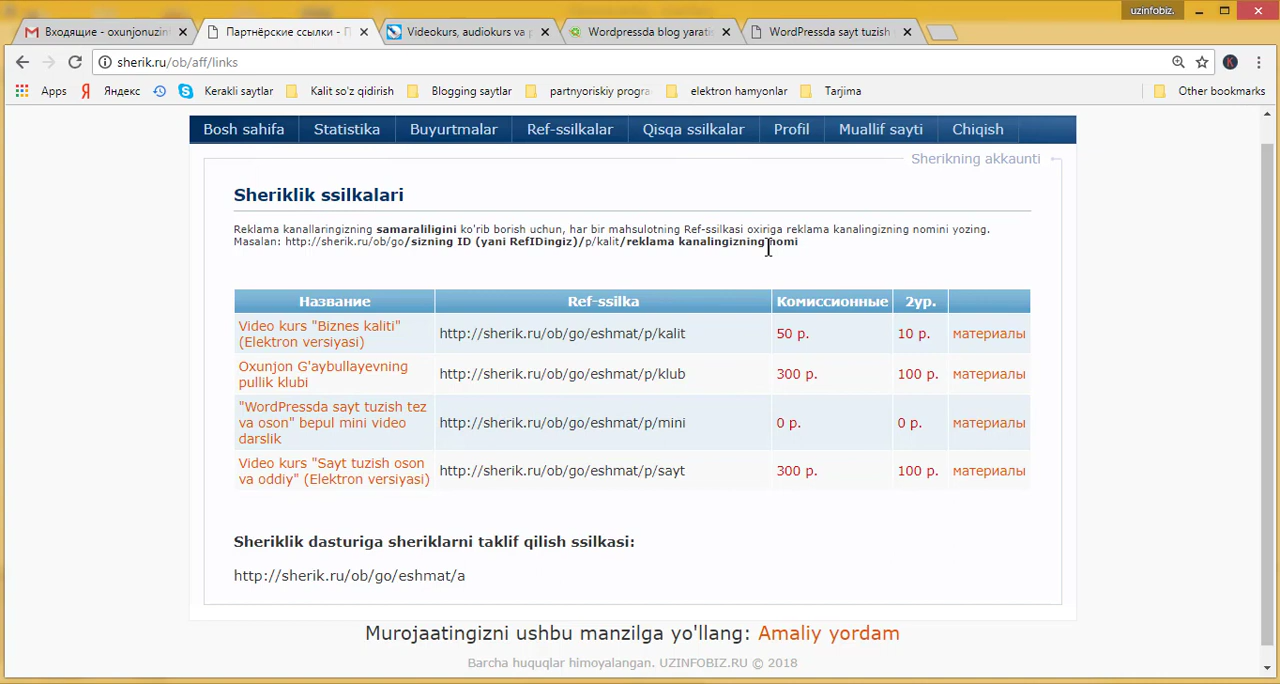 uzinfobiz.
Входящие - oxunjonuzin
Партнёрские ссылки - П
Videokurs, audiokurs va p
Wordpressda blog yarati
WordPressda sayt tuzish
sherik.ru/ob/aff/links
K
Apps
Яндекс
Kerakli saytlar
Kalit so'z qidirish
Blogging saytlar
partnyoriskiy progra
elektron hamyonlar
Tarjima
Other bookmarks
Bosh sahifa
Statistika
Buyurtmalar
Ref-ssilkalar
Qisqa ssilkalar
Profil
Muallif sayti
Chiqish
Sherikning akkaunti
Sheriklik ssilkalari
Reklama kanallaringizning samaraliligini ko'rib borish uchun, har bir mahsulotning Ref-ssilkasi oxiriga reklama kanalingizning nomini yozing.
Masalan: http://sherik.ru/ob/go/sizning ID (yani RefIDingiz)/p/kalit/reklama kanalingizning nomi
Название
Ref-ssilka
Комиссионные
2ур.
Video kurs "Biznes kaliti"
(Elektron versiyasi)
http://sherik.ru/ob/go/eshmat/p/kalit
50 р.
10 р.
материалы
Oxunjon G'aybullayevning
pullik klubi
http://sherik.ru/ob/go/eshmat/p/klub
300 р.
100 р.
материалы
"WordPressda sayt tuzish tez
va oson" bepul mini video
darslik
http://sherik.ru/ob/go/eshmat/p/mini
0 р.
0 р.
материалы
Video kurs "Sayt tuzish oson
va oddiy" (Elektron versiyasi)
http://sherik.ru/ob/go/eshmat/p/sayt
300 р.
100 р.
материалы
Sheriklik dasturiga sheriklarni taklif qilish ssilkasi:
http://sherik.ru/ob/go/eshmat/a
Murojaatingizni ushbu manzilga yo'llang: Amaliy yordam
Barcha huquqlar himoyalangan. UZINFOBIZ.RU © 2018